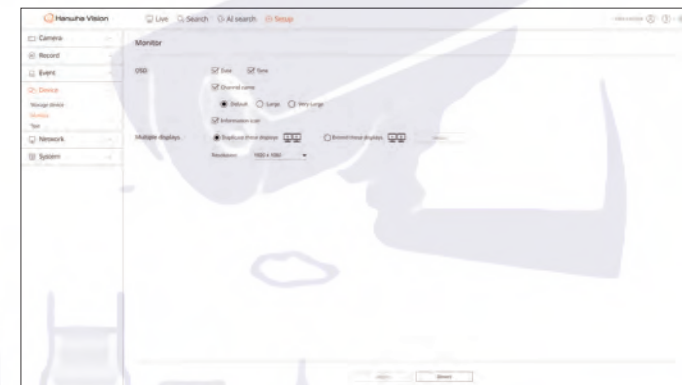 Hanwha Vision
Live Search AI search Setup
Camera
Record
Event
Device
Manage device
Monitor
Text
Network
System
Monitor
OSD
Date Time
Channel name
Default Large Very Large
Information icon
Multiple displays
Duplicate these displays Extend these displays
Resolution 1920 x 1080